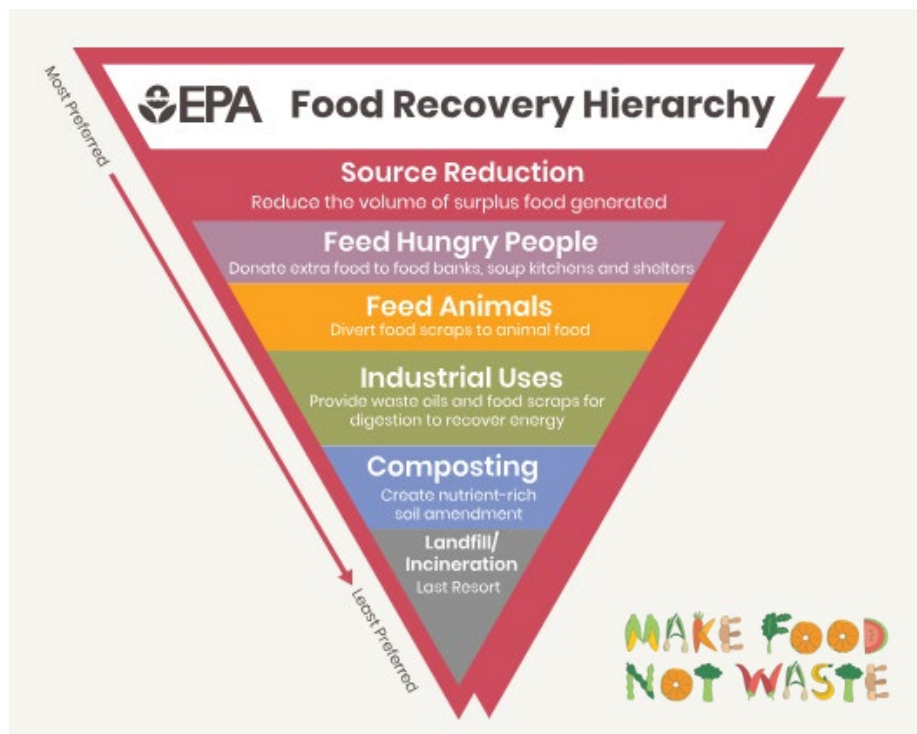 EPA Food Recovery Hierarchy
Most Preferred
Source Reduction
Reduce the volume of surplus food generated
Feed Hungry People
Donate extra food to food banks, soup kitchens and shelters
Feed Animals
Divert food scraps to animal food
Industrial Uses
Provide waste oils and food scraps for
digestion to recover energy
Composting
Create nutrient-rich
soil amendment
Landfill/
Incineration
Last Resort
Least Preferred
MAKE FOOD
NOT WASTE